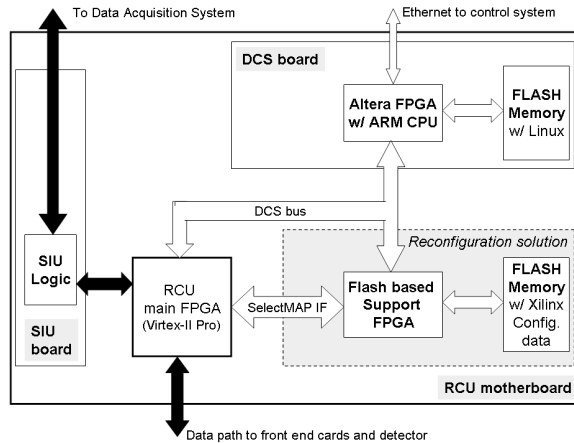 To Data Acquisition System
Ethernet to control system
DCS board
Altera FPGA
w/ ARM CPU
FLASH
Memory
w/ Linux
DCS bus
Reconfiguration solution
SIU
Logic
RCU
main FPGA
(Virtex-II Pro)
SelectMAP IF
Flash based
Support
FPGA
FLASH
Memory
w/ Xilinx
Config.
data
SIU
board
RCU motherboard
Data path to front end cards and detector